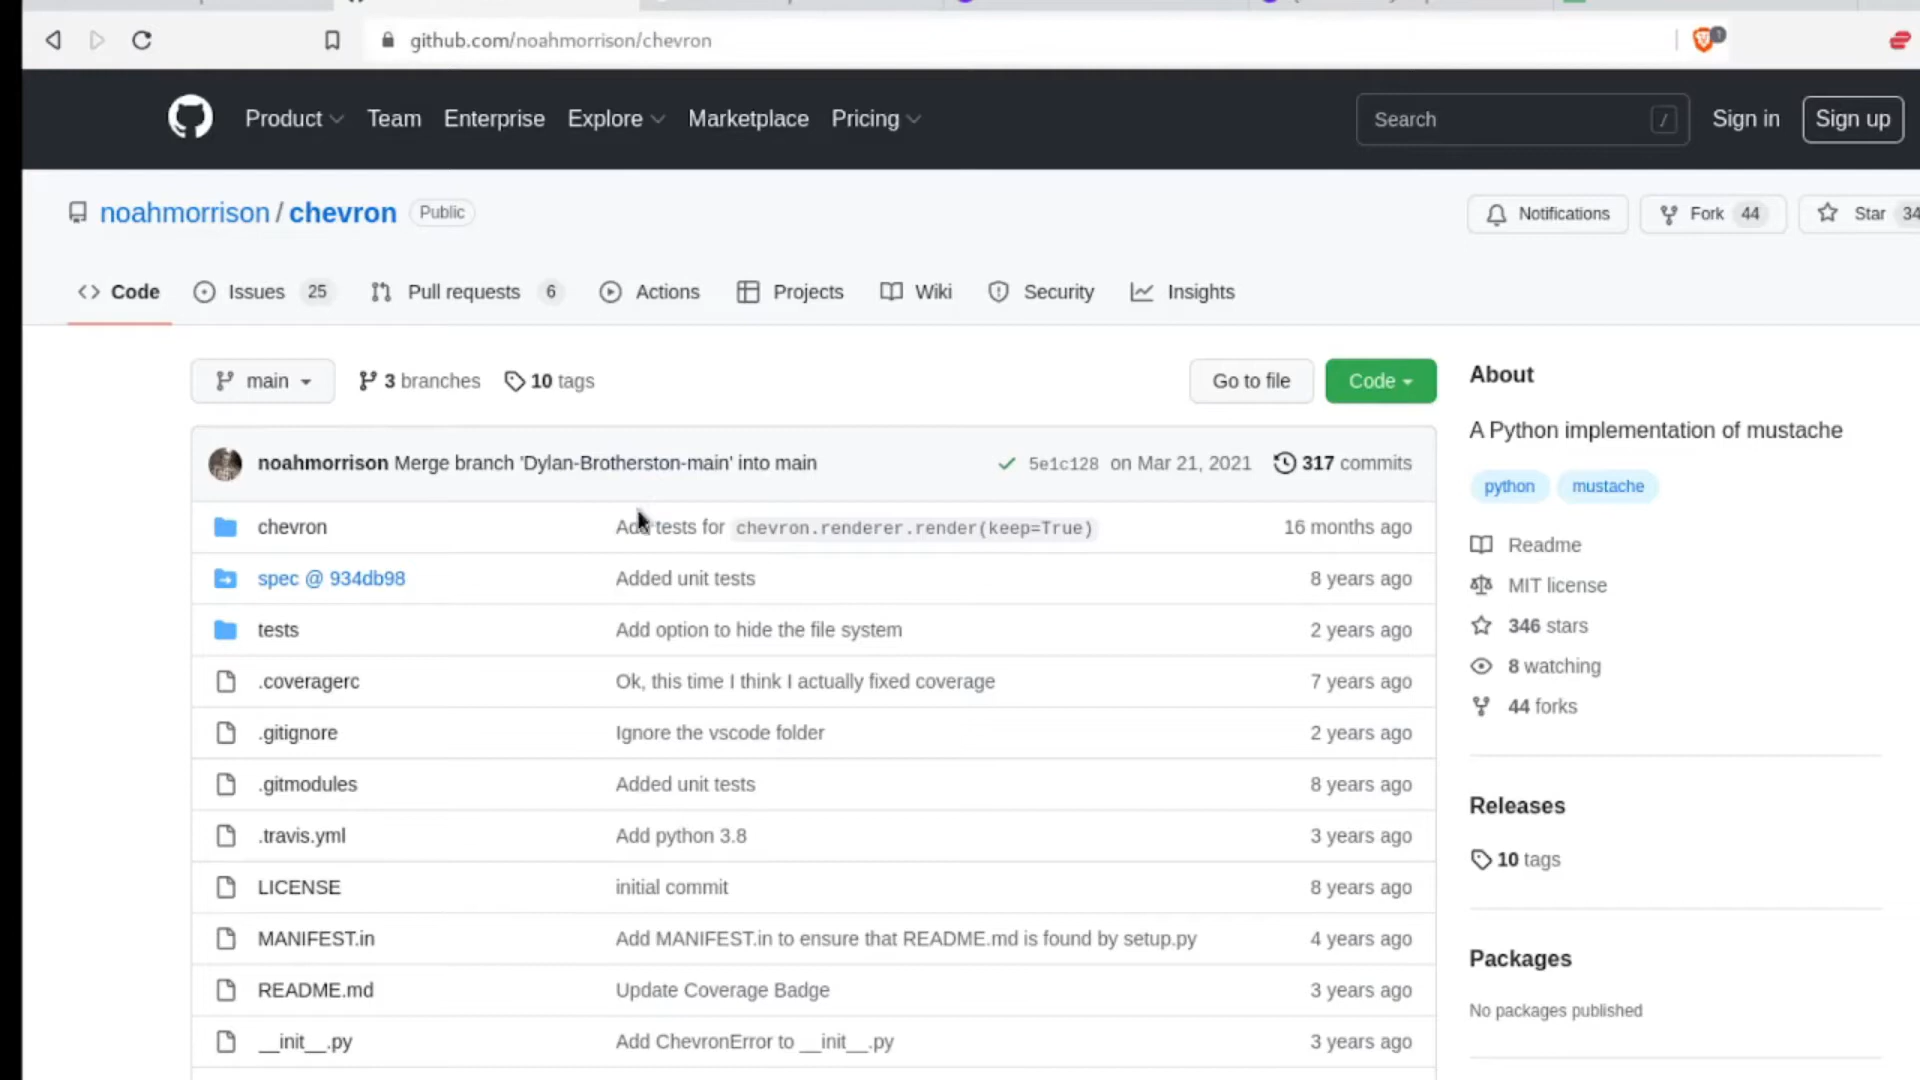 github.com/noahmorrison/chevron
1
Product Team Enterprise Explore Marketplace Pricing
Search /
Sign in
Sign up
noahmorrison / chevron Public
Notifications
Fork 44
Star 34
Code
Issues 25
Pull requests 6
Actions
Projects
Wiki
Security
Insights
main
3 branches
10 tags
Go to file
Code
noahmorrison Merge branch 'Dylan-Brotherston-main' into main 5e1c128 on Mar 21, 2021 317 commits
chevron Add tests for chevron.renderer.render(keep=True) 16 months ago
spec @ 934db98 Added unit tests 8 years ago
tests Add option to hide the file system 2 years ago
.coveragerc Ok, this time I think I actually fixed coverage 7 years ago
.gitignore Ignore the vscode folder 2 years ago
.gitmodules Added unit tests 8 years ago
.travis.yml Add python 3.8 3 years ago
LICENSE initial commit 8 years ago
MANIFEST.in Add MANIFEST.in to ensure that README.md is found by setup.py 4 years ago
README.md Update Coverage Badge 3 years ago
__init__.py Add ChevronError to __init__.py 3 years ago
About
A Python implementation of mustache
python mustache
Readme
MIT license
346 stars
8 watching
44 forks
Releases
10 tags
Packages
No packages published